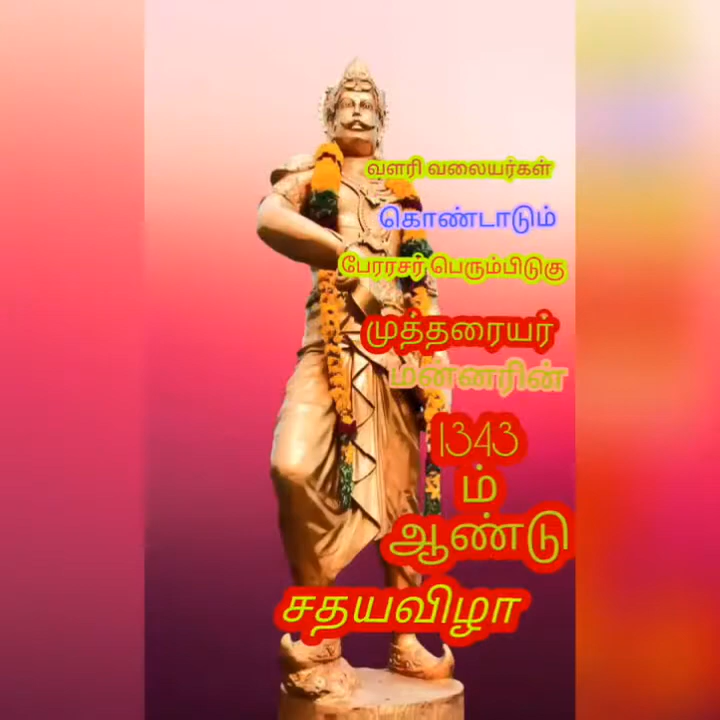 வளரி வலையர்கள்
கொண்டாடும்
பேரரசர் பெரும்பிடுகு
முத்தரையர்
மன்னரின்
1343
ம்
ஆண்டு
சதயவிழா